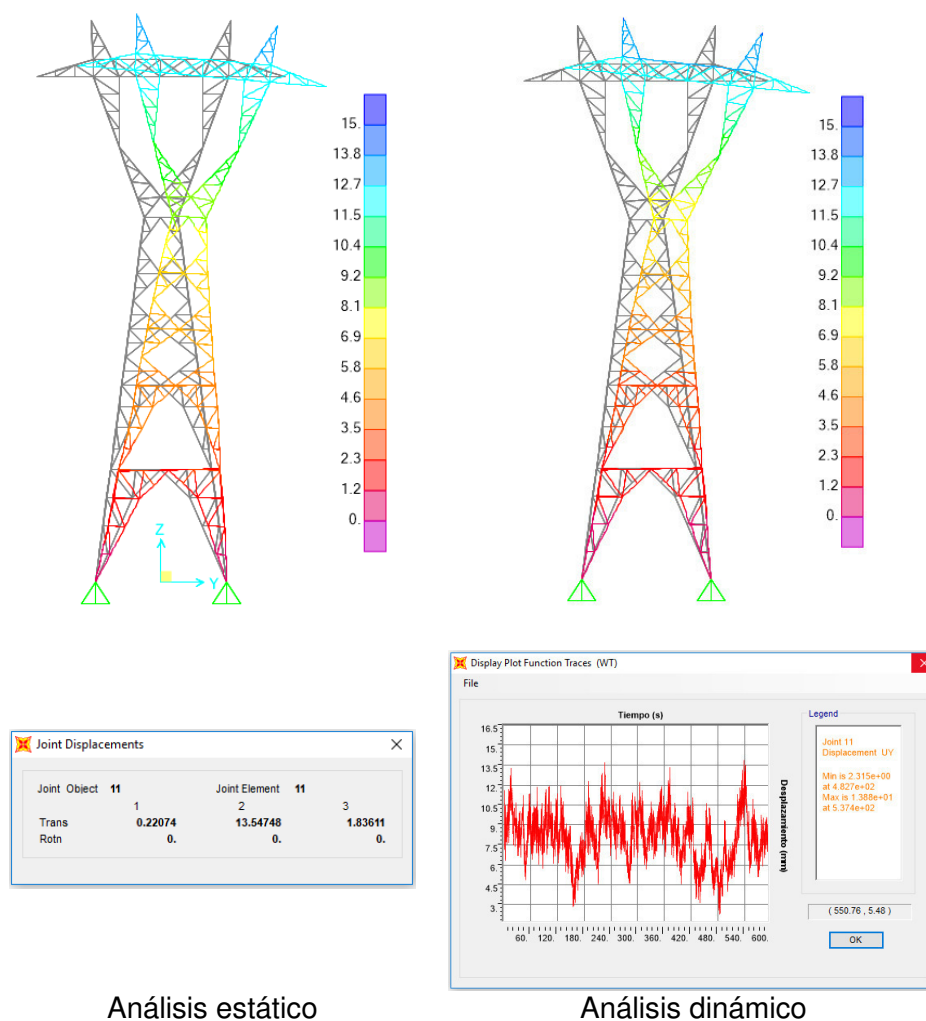 15.
13.8
12.7
11.5
10.4
9.2
8.1
6.9
5.8
4.6
3.5
2.3
1.2
0.
Z
Y
15.
13.8
12.7
11.5
10.4
9.2
8.1
6.9
5.8
4.6
3.5
2.3
1.2
0.
Joint Displacements
Joint Object 11 Joint Element 11
1 2 3
Trans 0.22074 13.54748 1.83611
Rotn 0. 0. 0.
Display Plot Function Traces (WT)
File
Tiempo (s)
16.5
15.
13.5
12.
10.5
9.
7.5
6.
4.5
3.
60. 120. 180. 240. 300. 360. 420. 480. 540. 600.
Desplazamiento (mm)
Legend
Joint 11
Displacement UY
Min is 2.315e+00
at 4.827e+02
Max is 1.388e+01
at 5.374e+02
( 550.76 , 5.48 )
OK
Análisis estático
Análisis dinámico